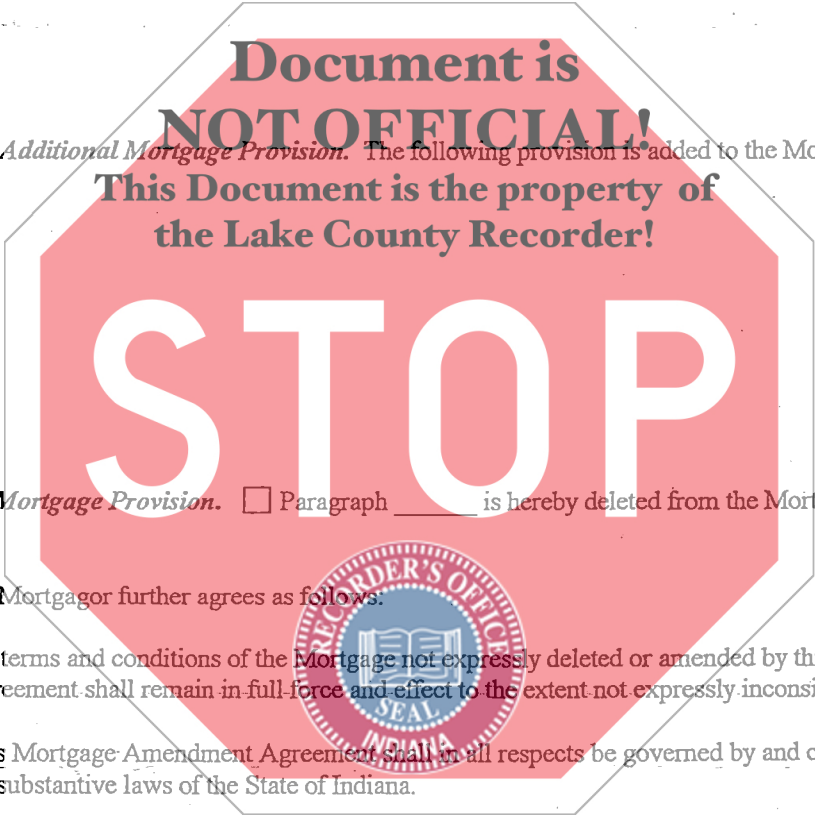 Document is
NOT OFFICIAL!
Additional Mortgage Provision. The following provision is added to the Mo
This Document is the property of
the Lake County Recorder!
STOP
Mortgage Provision. Paragraph ______ is hereby deleted from the Mort
RECORDER'S OFFICE
Mortgagor further agrees as follows:
terms and conditions of the Mortgage not expressly deleted or amended by th
eement shall remain in full force and effect to the extent not expressly inconsi
SEAL
INDIANA
s Mortgage Amendment Agreement shall in all respects be governed by and c
substantive laws of the State of Indiana.